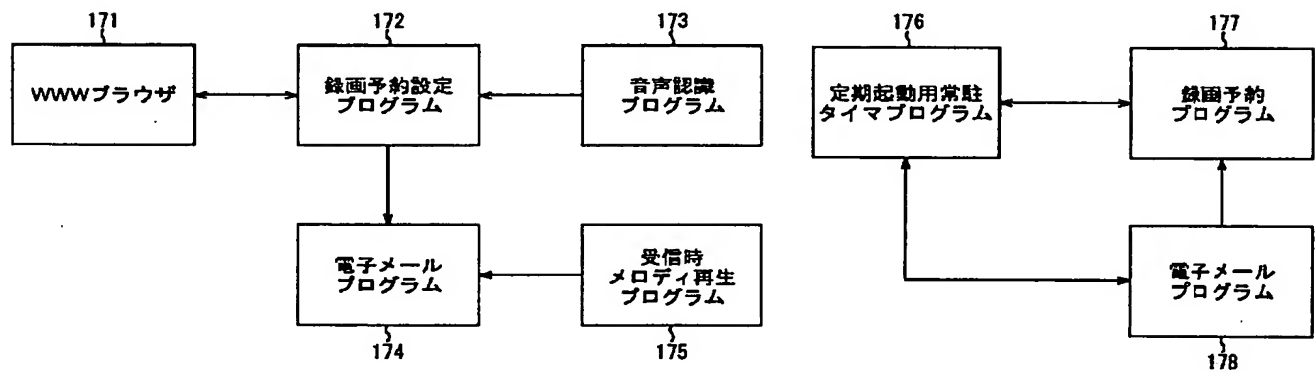 171
172
173
176
177
WWWブラウザ
録画予約設定
プログラム
音声認識
プログラム
定期起動用常駐
タイマプログラム
録画予約
プログラム
電子メール
プログラム
受信時
メロディ再生
プログラム
電子メール
プログラム
174
175
178